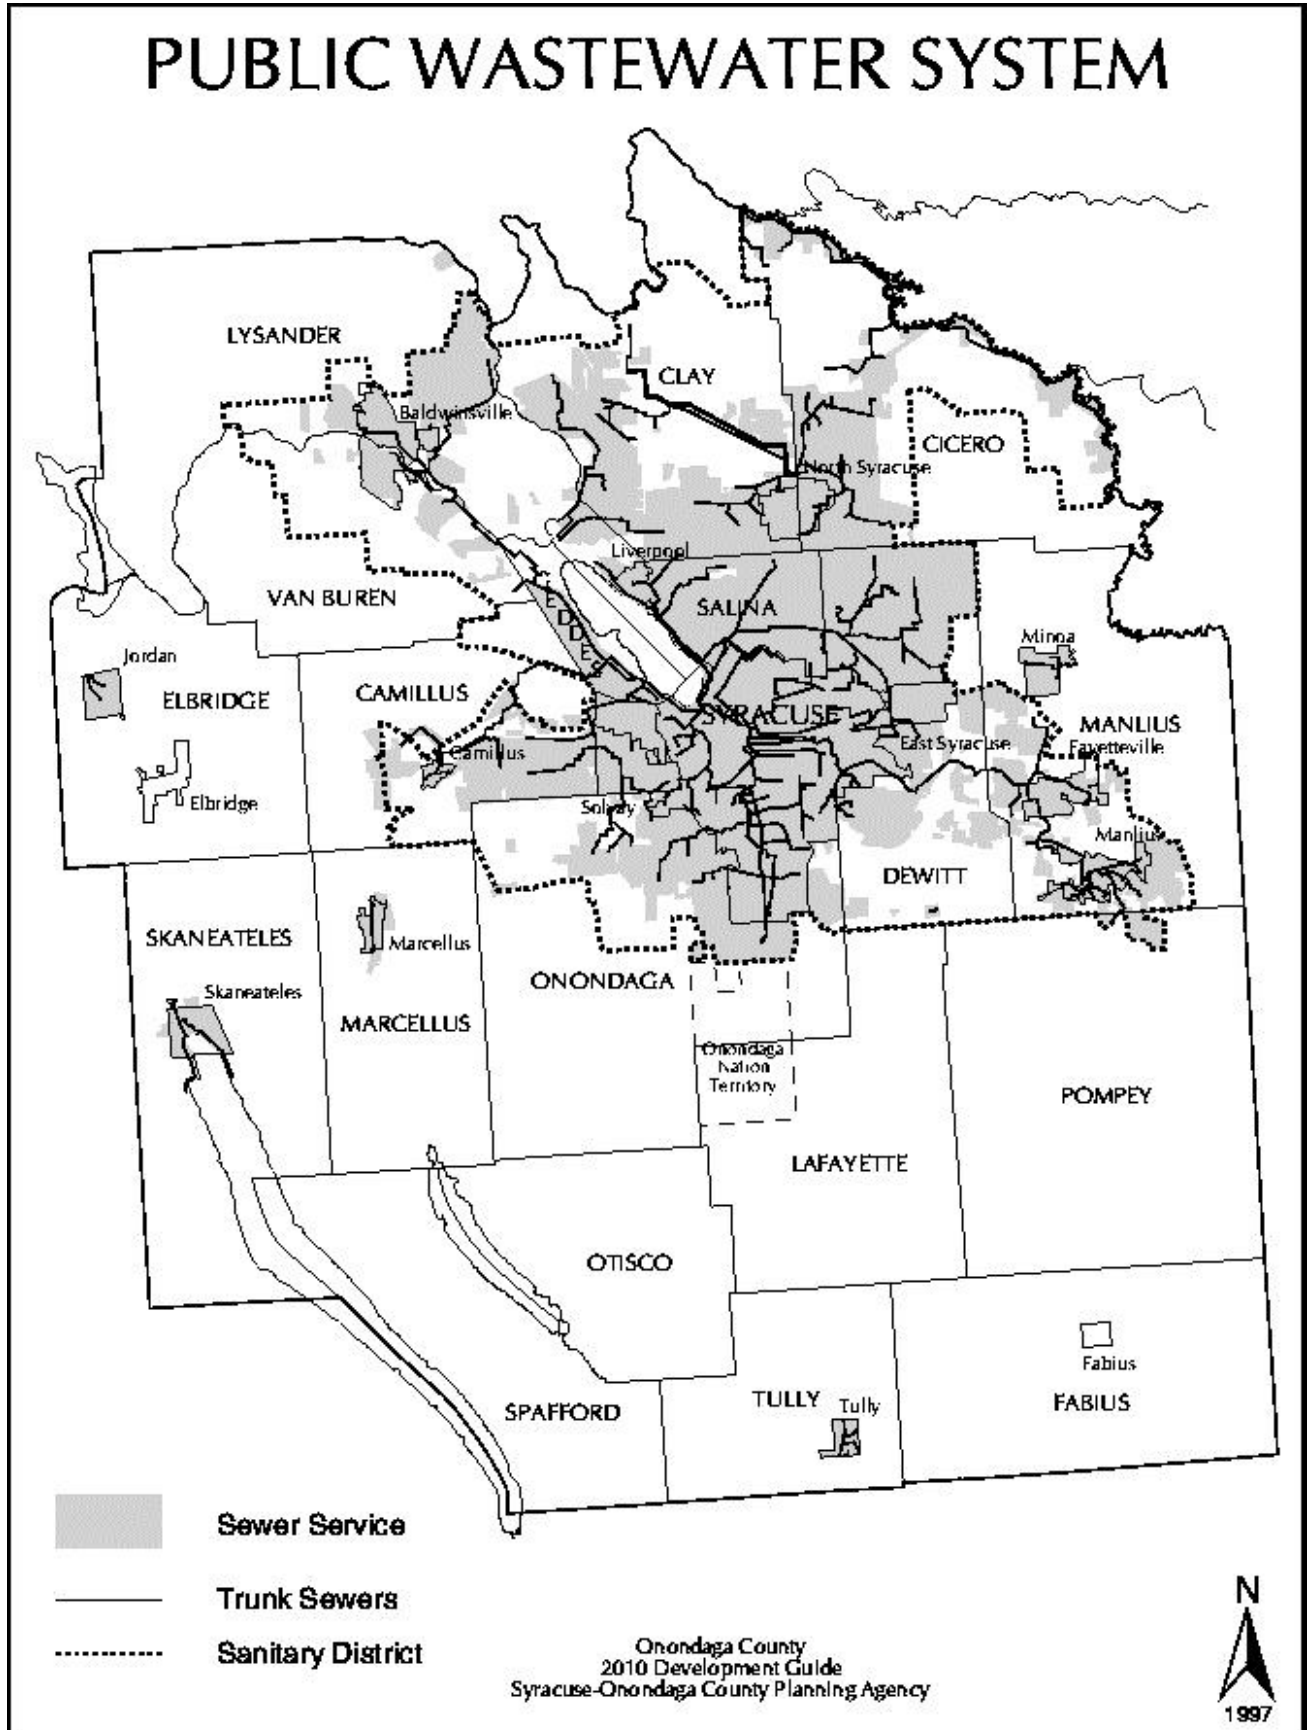 PUBLIC WASTEWATER SYSTEM
LYSANDER
CLAY
Baldwinsville
CICERO
North Syracuse
Liverpool
VAN BUREN
GEDDES
SALINA
Minoa
Jordan
ELBRIDGE
CAMILLUS
SYRACUSE
MANLIUS
East Syracuse
Fayetteville
Camillus
Elbridge
Solvay
Manlius
DEWITT
SKANEATELES
Marcellus
ONONDAGA
Skaneateles
MARCELLUS
Onondaga
Nation
Territory
POMPEY
LAFAYETTE
OTISCO
Fabius
TULLY
Tully
FABIUS
SPAFFORD
Sewer Service
Trunk Sewers
Sanitary District
Onondaga County
2010 Development Guide
Syracuse-Onondaga County Planning Agency
N
1997